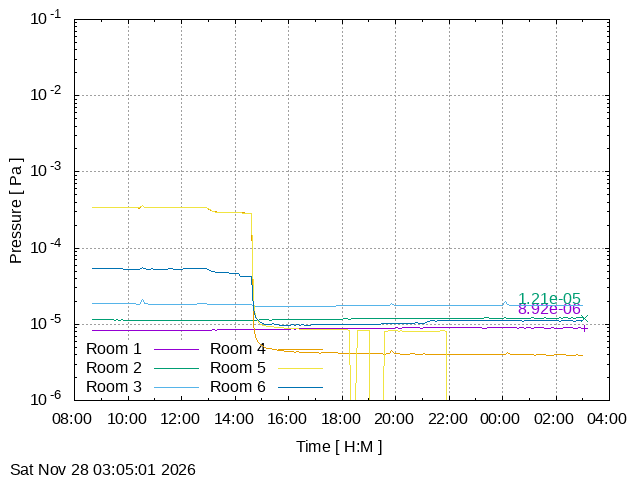 10^-1
10^-2
10^-3
10^-4
10^-5
10^-6
Pressure [ Pa ]
1.21e-05
8.92e-06
Room 1 Room 4
Room 2 Room 5
Room 3 Room 6
08:00 10:00 12:00 14:00 16:00 18:00 20:00 22:00 00:00 02:00 04:00
Time [ H:M ]
Sat Nov 28 03:05:01 2026